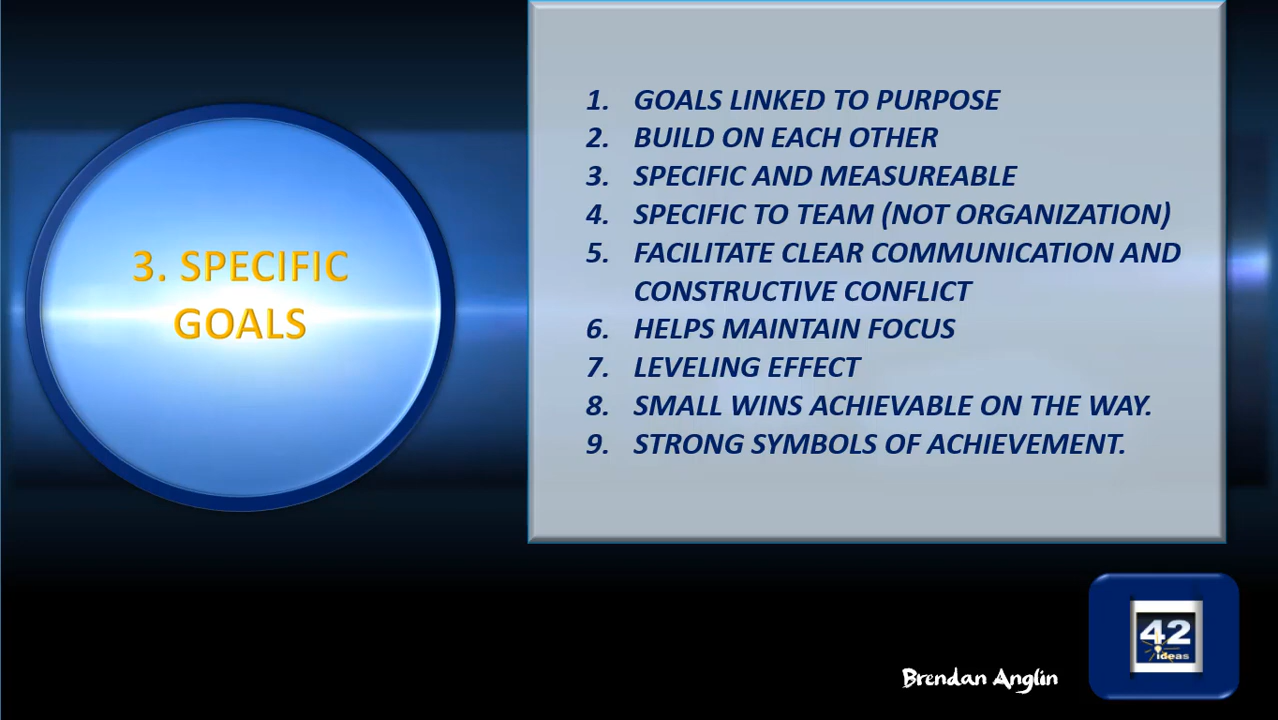 3. SPECIFIC
GOALS
1. GOALS LINKED TO PURPOSE
2. BUILD ON EACH OTHER
3. SPECIFIC AND MEASUREABLE
4. SPECIFIC TO TEAM (NOT ORGANIZATION)
5. FACILITATE CLEAR COMMUNICATION AND
CONSTRUCTIVE CONFLICT
6. HELPS MAINTAIN FOCUS
7. LEVELING EFFECT
8. SMALL WINS ACHIEVABLE ON THE WAY.
9. STRONG SYMBOLS OF ACHIEVEMENT.
42
ideas
Brendan Anglin